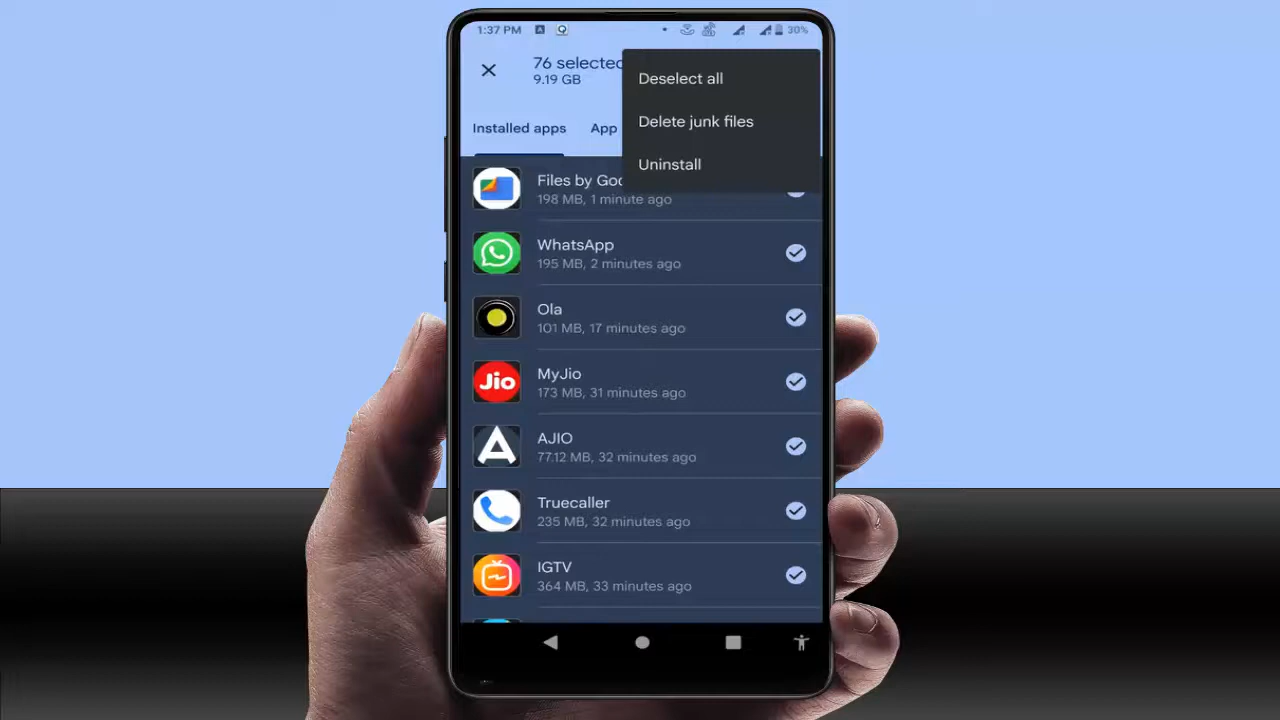 1:37 PM
30%
76 selected
9.19 GB
Deselect all
Delete junk files
Uninstall
Installed apps
App
Files by Goo
198 MB, 1 minute ago
WhatsApp
195 MB, 2 minutes ago
Ola
101 MB, 17 minutes ago
Jio
MyJio
173 MB, 31 minutes ago
AJIO
77.12 MB, 32 minutes ago
Truecaller
235 MB, 32 minutes ago
IGTV
364 MB, 33 minutes ago